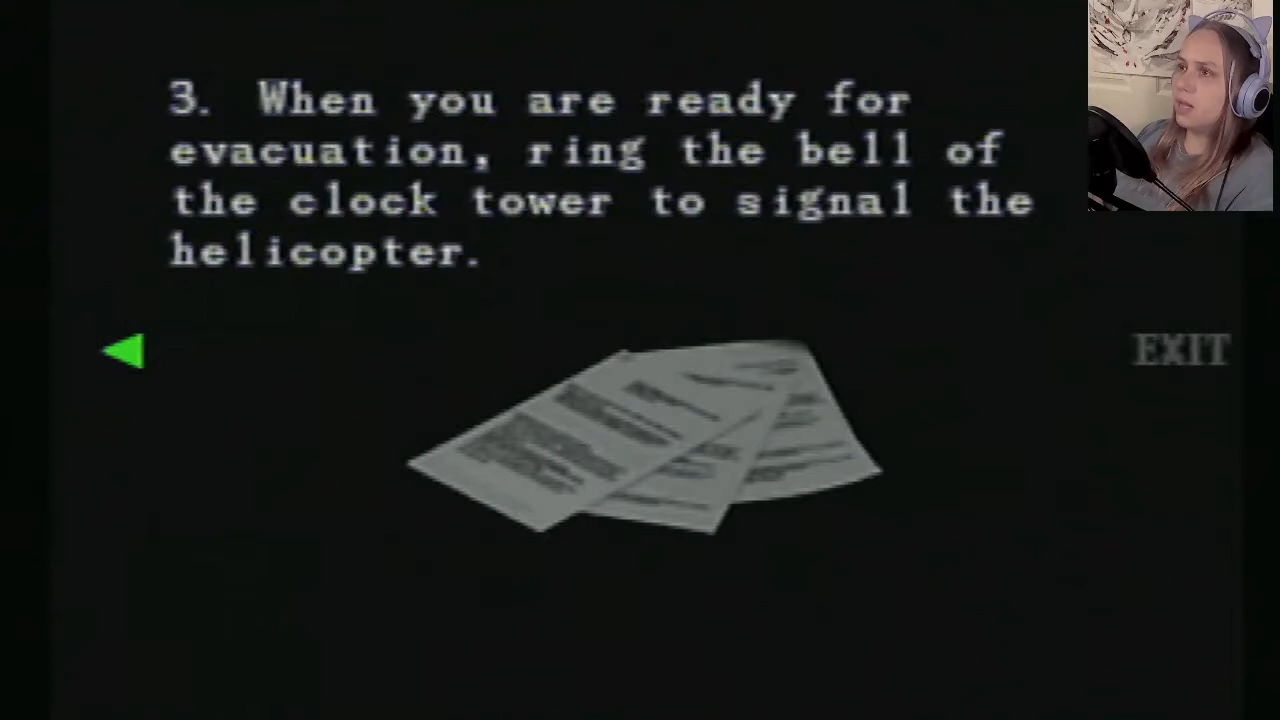 3. When you are ready for
evacuation, ring the bell of
the clock tower to signal the
helicopter.
EXIT